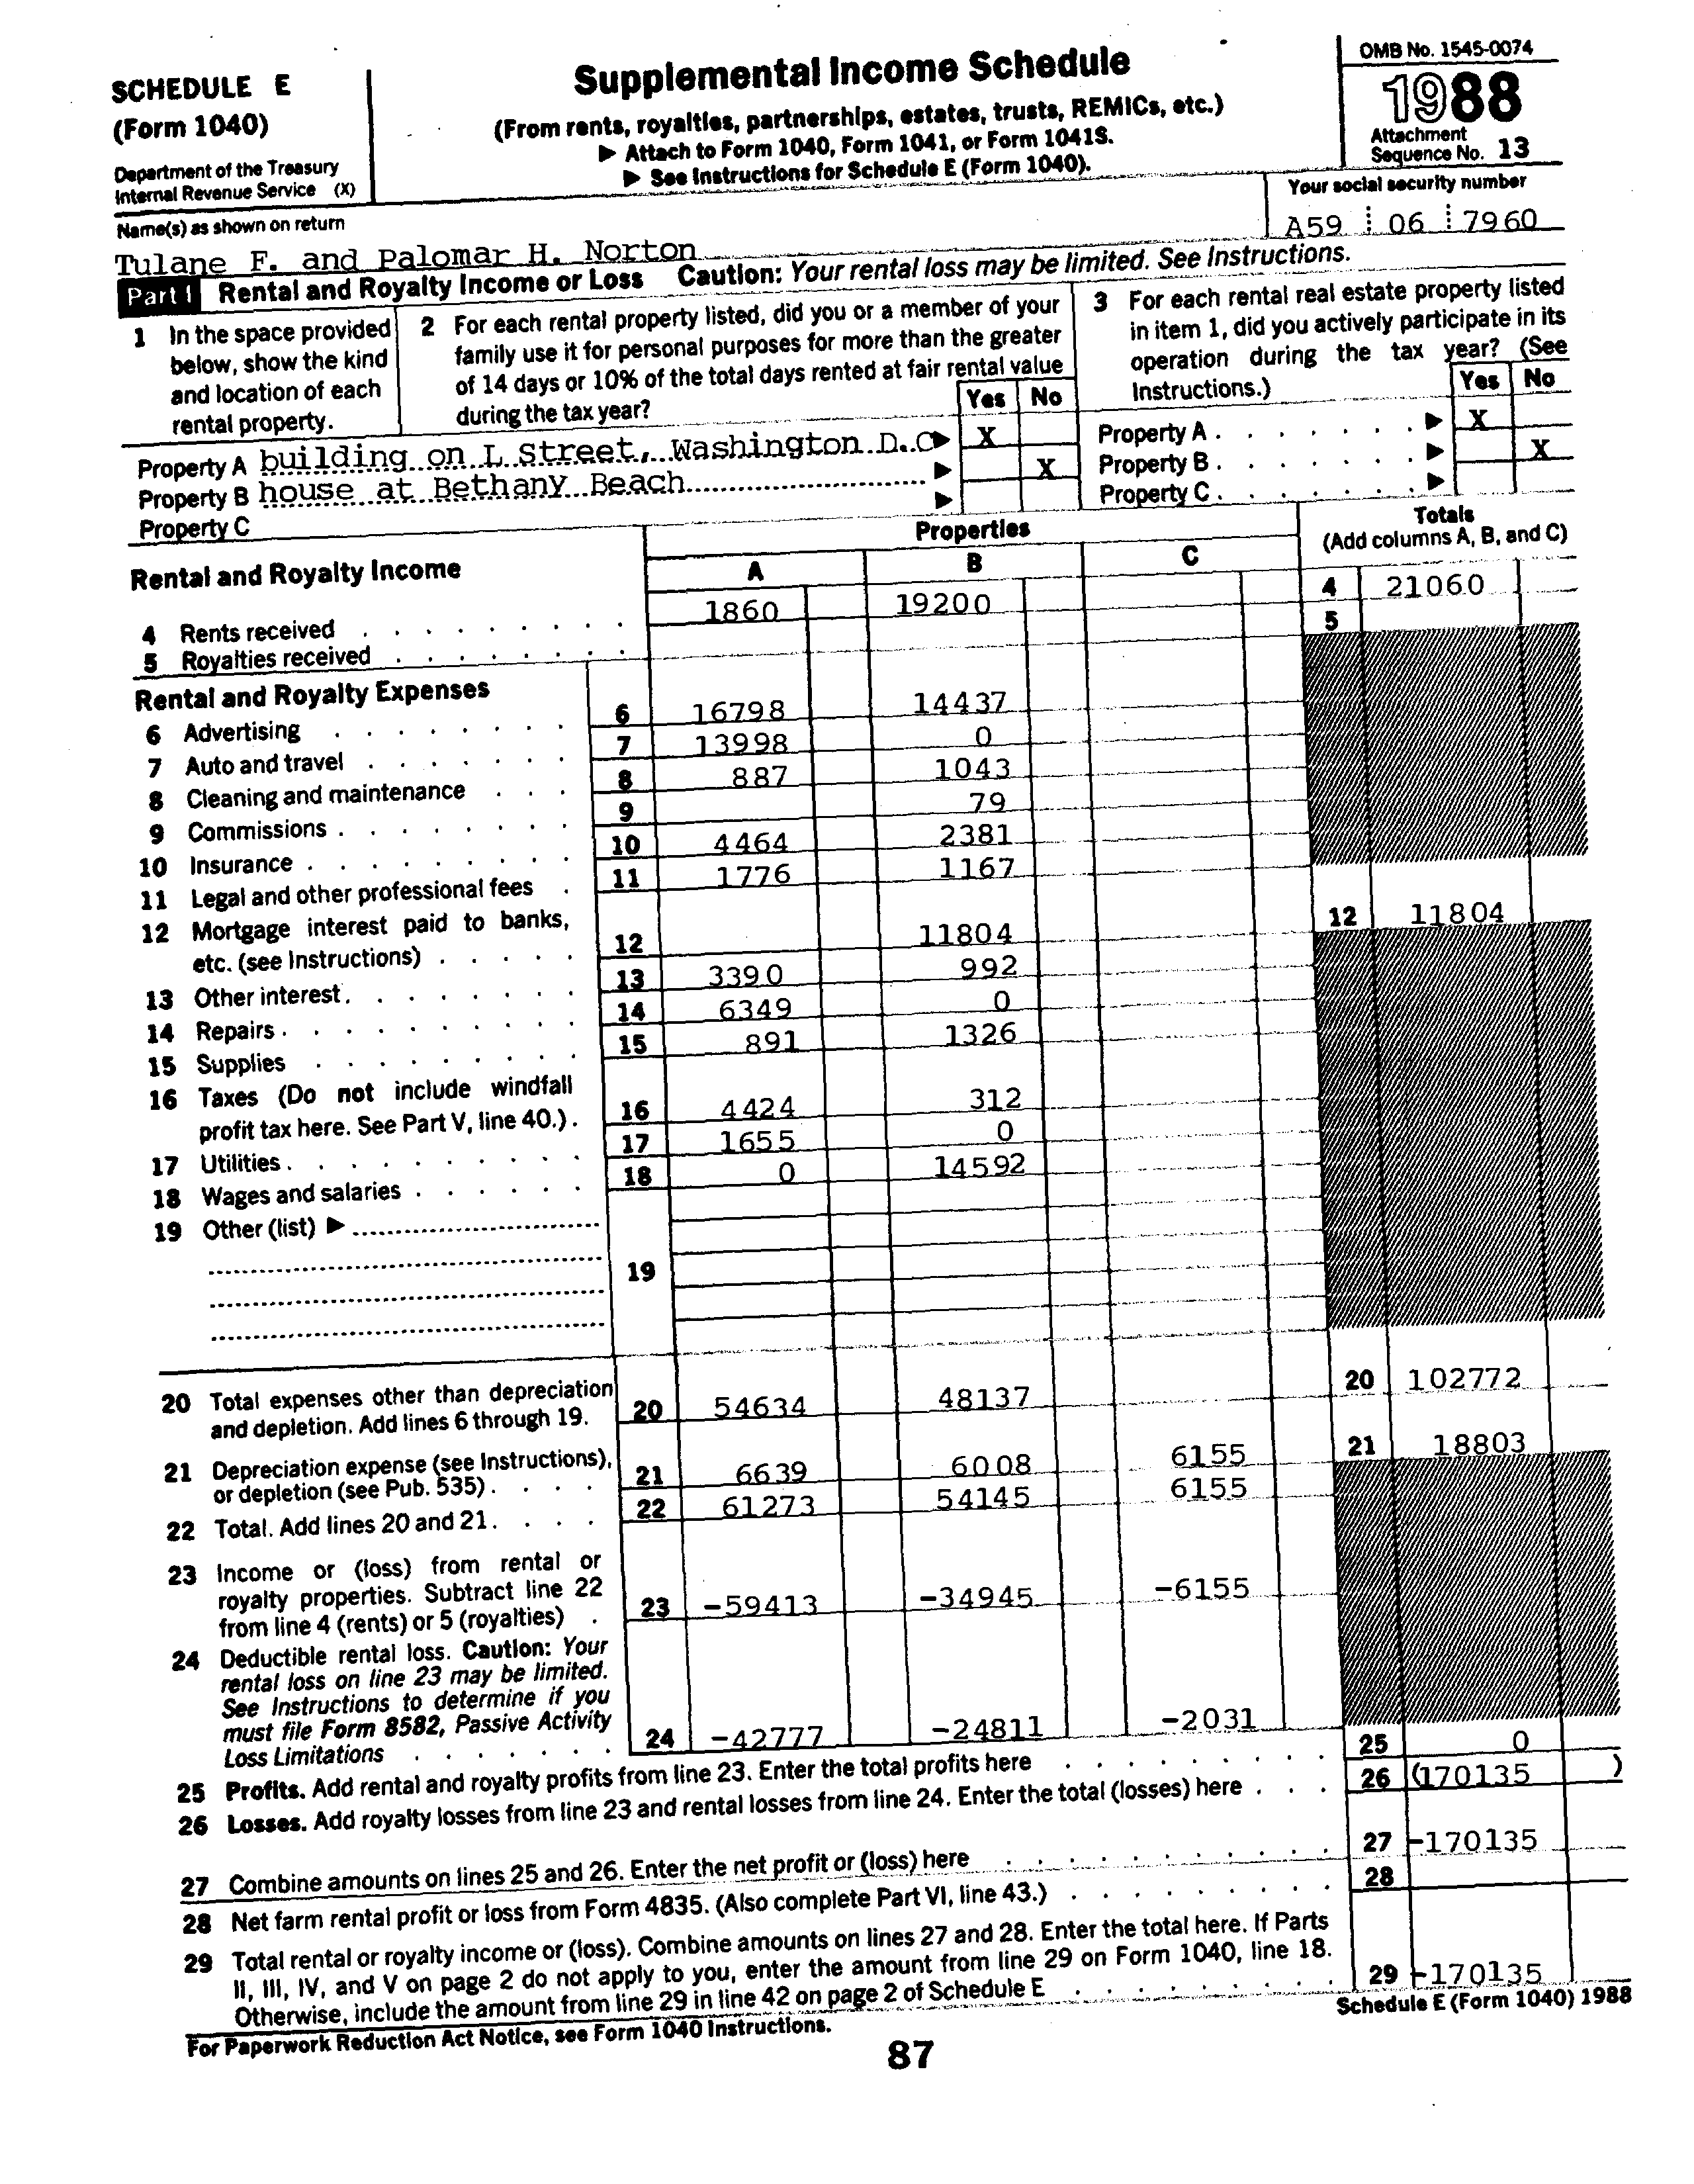 SCHEDULE E
(Form 1040)
Department of the Treasury
Internal Revenue Service (X)
Supplemental Income Schedule
(From rents, royalties, partnerships, estates, trusts, REMICs, etc.)
▶ Attach to Form 1040, Form 1041, or Form 1041S.
▶ See Instructions for Schedule E (Form 1040).
OMB No. 1545-0074
1988
Attachment
Sequence No. 13
Name(s) as shown on return
Your social security number
Tulane F. and Palomar H. Norton
A59 06 7960
Part I Rental and Royalty Income or Loss Caution: Your rental loss may be limited. See Instructions.
1 In the space provided
below, show the kind
and location of each
rental property.
2 For each rental property listed, did you or a member of your
family use it for personal purposes for more than the greater
of 14 days or 10% of the total days rented at fair rental value
during the tax year?
Yes No
3 For each rental real estate property listed
in item 1, did you actively participate in its
operation during the tax year? (See
Instructions.)
Yes No
Property A building on L Street, Washington D.C ▶ X
Property B house at Bethany Beach ▶ X
Property C ▶
Property A . . . . . . . ▶ X
Property B . . . . . . . ▶ X
Property C . . . . . . . ▶
Rental and Royalty Income
Properties
A B C
Totals
(Add columns A, B, and C)
4 Rents received . . . . . . . . . 1860 19200 4 21060
5 Royalties received . . . . . . . . 5
Rental and Royalty Expenses
6 Advertising . . . . . . . . 6 16798 14437
7 Auto and travel . . . . . . . 7 13998 0
8 Cleaning and maintenance . . . 8 887 1043
9 Commissions . . . . . . . . 9 79
10 Insurance . . . . . . . . . 10 4464 2381
11 Legal and other professional fees . 11 1776 1167
12 Mortgage interest paid to banks,
etc. (see Instructions) . . . . . 12 11804 12 11804
13 Other interest. . . . . . . . 13 3390 992
14 Repairs . . . . . . . . . . 14 6349 0
15 Supplies . . . . . . . . . 15 891 1326
16 Taxes (Do not include windfall
profit tax here. See Part V, line 40.) . 16 4424 312
17 Utilities . . . . . . . . . . 17 1655 0
18 Wages and salaries . . . . . . 18 0 14592
19 Other (list) ▶
19
20 Total expenses other than depreciation
and depletion. Add lines 6 through 19. 20 54634 48137 20 102772
21 Depreciation expense (see Instructions),
or depletion (see Pub. 535) . . . . 21 6639 6008 6155 21 18803
22 Total. Add lines 20 and 21. . . . 22 61273 54145 6155
23 Income or (loss) from rental or
royalty properties. Subtract line 22
from line 4 (rents) or 5 (royalties) . 23 -59413 -34945 -6155
24 Deductible rental loss. Caution: Your
rental loss on line 23 may be limited.
See Instructions to determine if you
must file Form 8582, Passive Activity
Loss Limitations . . . . . . . 24 -42777 -24811 -2031
25 Profits. Add rental and royalty profits from line 23. Enter the total profits here . . . . . . . . 25 0
26 Losses. Add royalty losses from line 23 and rental losses from line 24. Enter the total (losses) here . . . 26 (170135 )
27 Combine amounts on lines 25 and 26. Enter the net profit or (loss) here . . . . . . . . . . . 27 -170135
28 Net farm rental profit or loss from Form 4835. (Also complete Part VI, line 43.) . . . . . . . . . 28
29 Total rental or royalty income or (loss). Combine amounts on lines 27 and 28. Enter the total here. If Parts
II, III, IV, and V on page 2 do not apply to you, enter the amount from line 29 on Form 1040, line 18.
Otherwise, include the amount from line 29 in line 42 on page 2 of Schedule E . . . . . . . . 29 -170135
For Paperwork Reduction Act Notice, see Form 1040 Instructions.
Schedule E (Form 1040) 1988
87